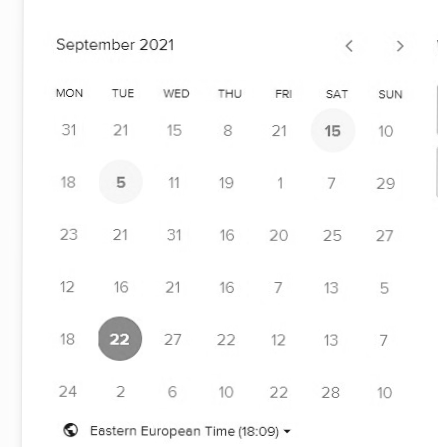 September 2021
MON TUE WED THU FRI SAT SUN
31 21 15 8 21 15 10
18 5 11 19 1 7 29
23 21 31 16 20 25 27
12 16 21 16 7 13 5
18 22 27 22 12 13 7
24 2 6 10 22 28 10
Eastern European Time (18:09)